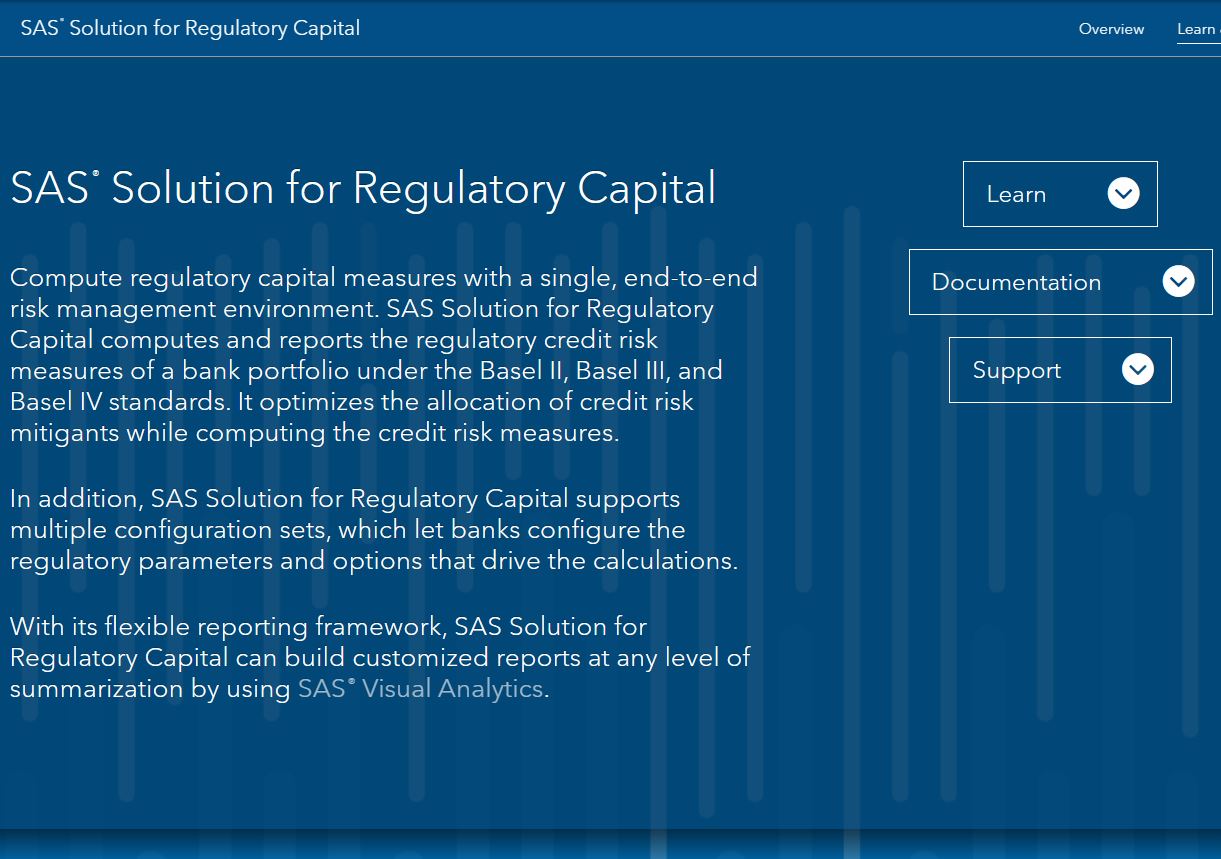 SAS® Solution for Regulatory Capital
Overview
Learn
SAS® Solution for Regulatory Capital
Compute regulatory capital measures with a single, end-to-end
risk management environment. SAS Solution for Regulatory
Capital computes and reports the regulatory credit risk
measures of a bank portfolio under the Basel II, Basel III, and
Basel IV standards. It optimizes the allocation of credit risk
mitigants while computing the credit risk measures.
In addition, SAS Solution for Regulatory Capital supports
multiple configuration sets, which let banks configure the
regulatory parameters and options that drive the calculations.
With its flexible reporting framework, SAS Solution for
Regulatory Capital can build customized reports at any level of
summarization by using SAS® Visual Analytics.
Learn
Documentation
Support